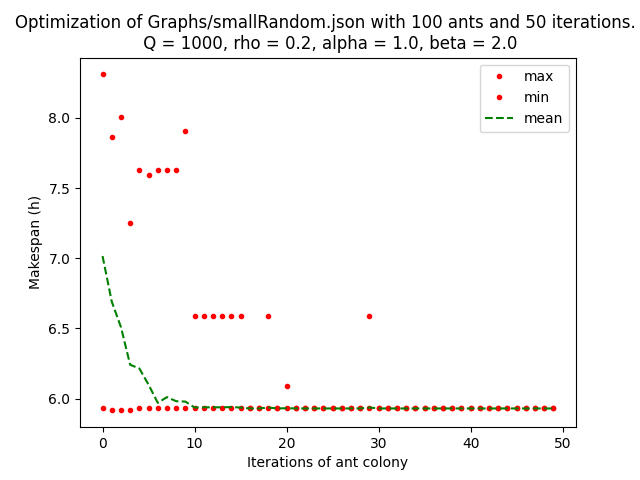 Optimization of Graphs/smallRandom.json with 100 ants and 50 iterations.
Q = 1000, rho = 0.2, alpha = 1.0, beta = 2.0
max
min
mean
Makespan (h)
8.0
7.5
7.0
6.5
6.0
0 10 20 30 40 50
Iterations of ant colony